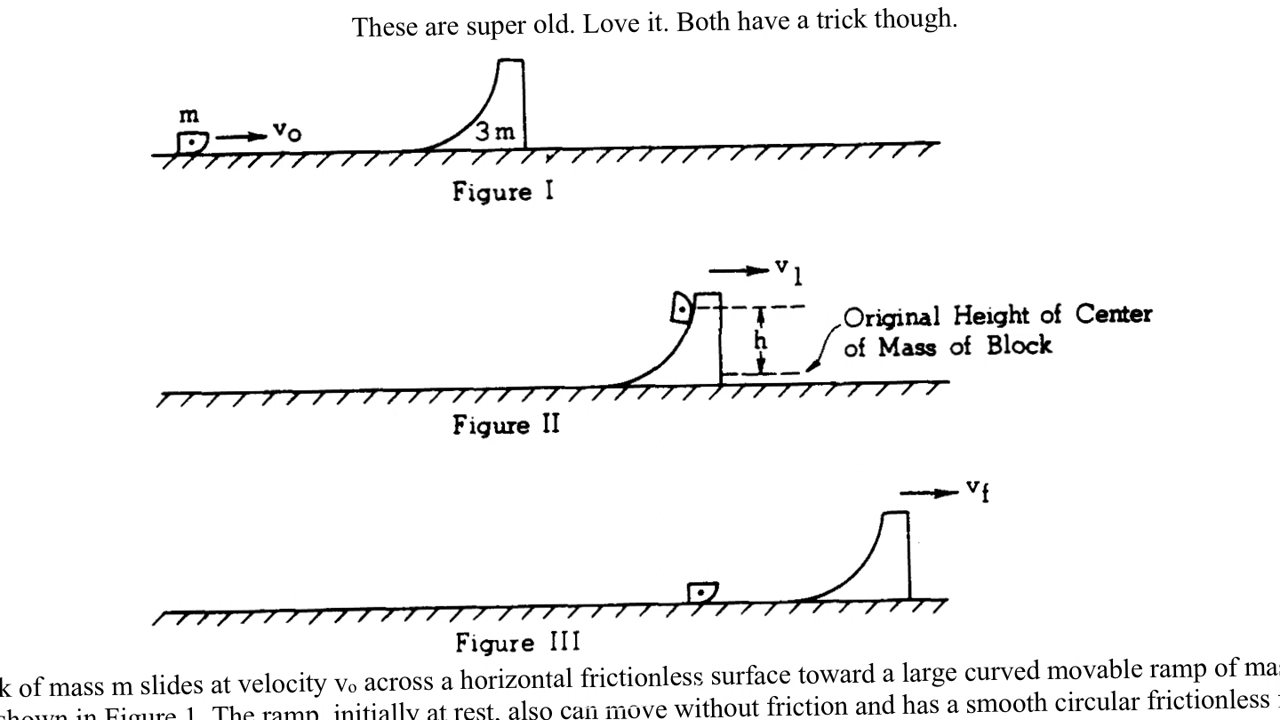 These are super old. Love it. Both have a trick though.
m
vo
3 m
Figure I
v1
h
Original Height of Center
of Mass of Block
Figure II
vf
Figure III
of mass m slides at velocity vₒ across a horizontal frictionless surface toward a large curved movable ramp of
in Figure 1. The ramp, initially at rest, also can move without friction and has a smooth circular frictionless